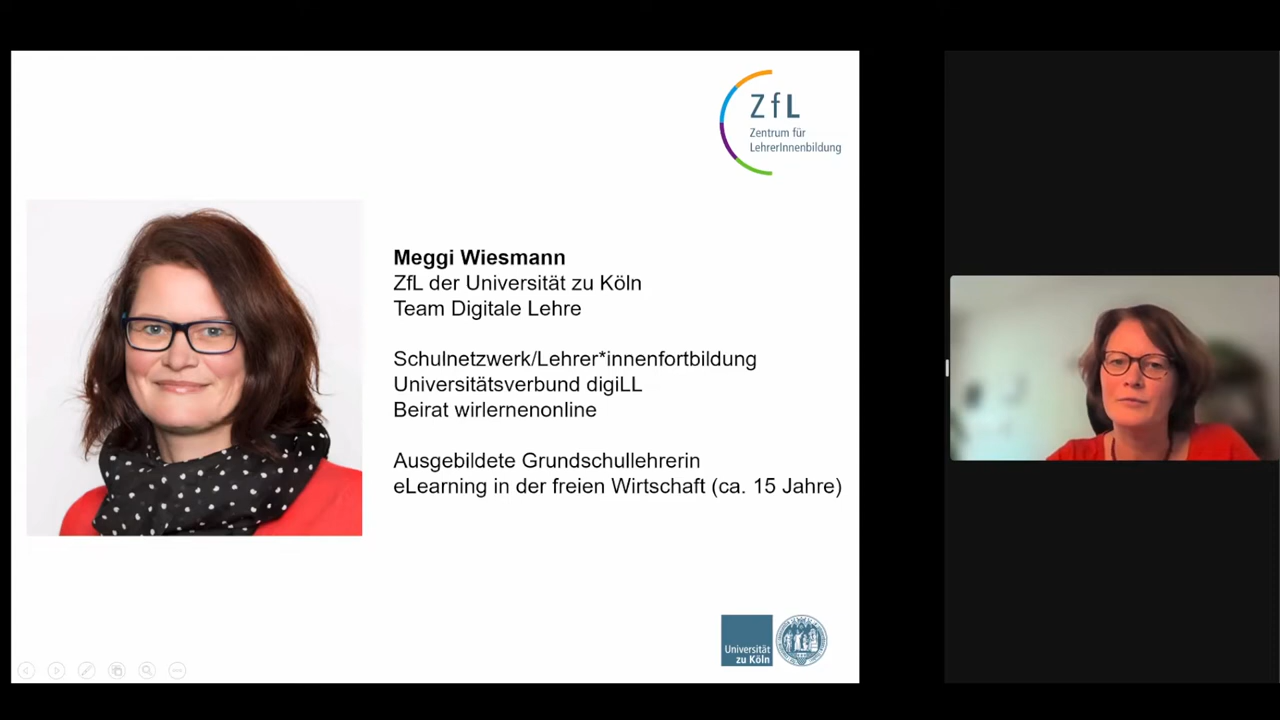 ZfL
Zentrum für
LehrerInnenbildung
Meggi Wiesmann
ZfL der Universität zu Köln
Team Digitale Lehre
Schulnetzwerk/Lehrer*innenfortbildung
Universitätsverbund digiLL
Beirat wirlernenonline
Ausgebildete Grundschullehrerin
eLearning in der freien Wirtschaft (ca. 15 Jahre)
Universität
zu Köln